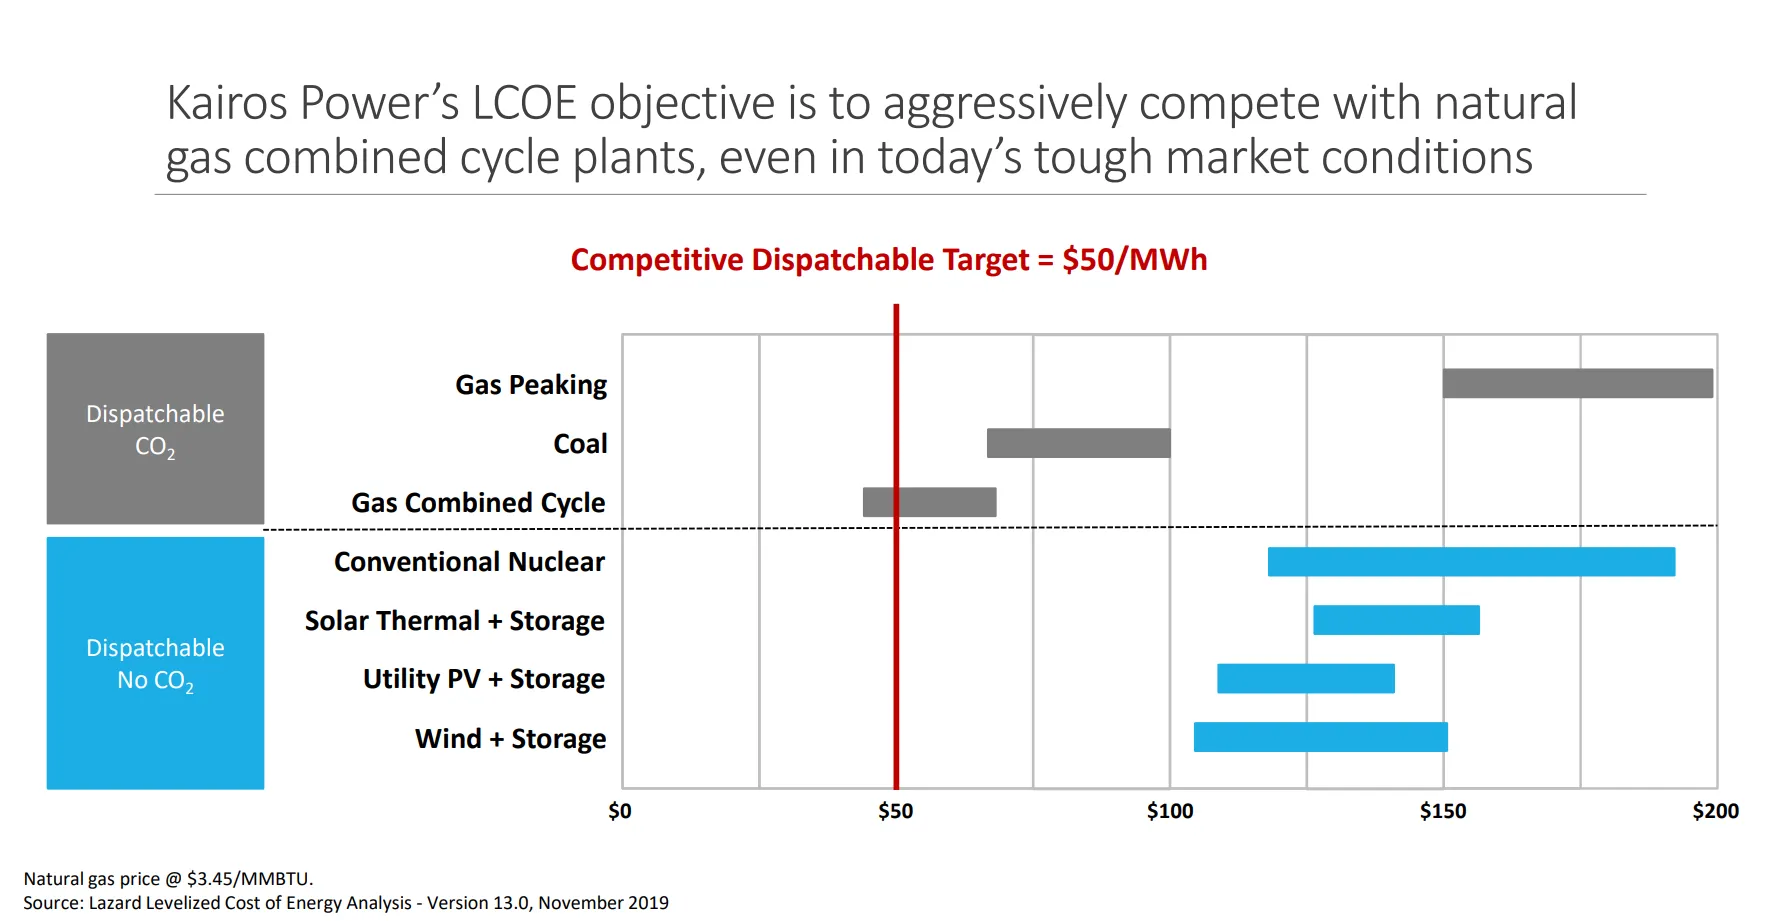 Kairos Power’s LCOE objective is to aggressively compete with natural
gas combined cycle plants, even in today’s tough market conditions
Competitive Dispatchable Target = $50/MWh
Dispatchable
CO₂
Gas Peaking
Coal
Gas Combined Cycle
Dispatchable
No CO₂
Conventional Nuclear
Solar Thermal + Storage
Utility PV + Storage
Wind + Storage
$0 $50 $100 $150 $200
Natural gas price @ $3.45/MMBTU.
Source: Lazard Levelized Cost of Energy Analysis - Version 13.0, November 2019